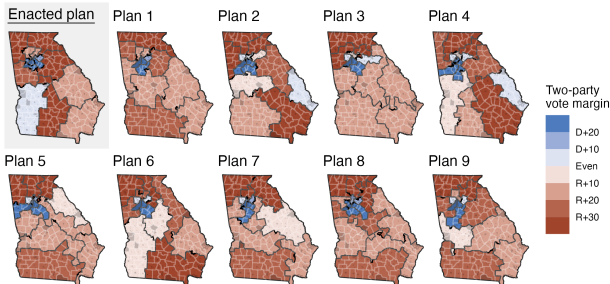 Enacted plan
Plan 1
Plan 2
Plan 3
Plan 4
Plan 5
Plan 6
Plan 7
Plan 8
Plan 9
Two-party
vote margin
D+20
D+10
Even
R+10
R+20
R+30